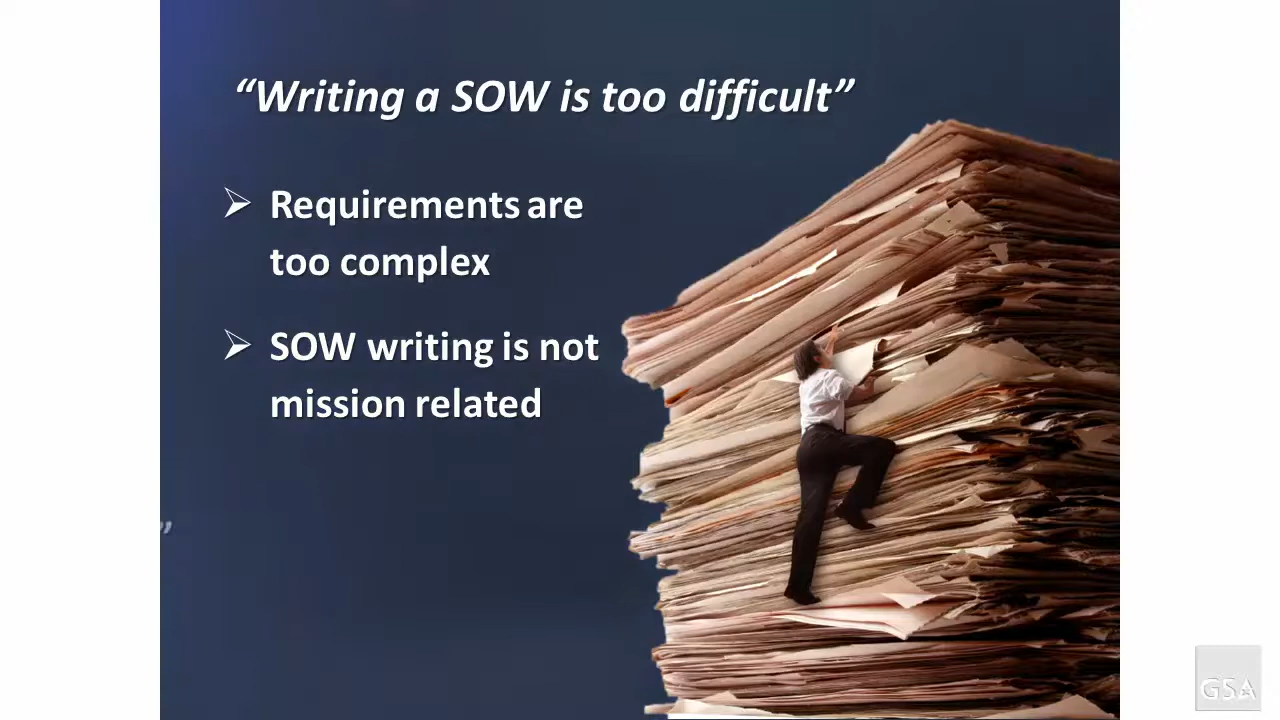 “Writing a SOW is too difficult”
➢ Requirements are
too complex
➢ SOW writing is not
mission related
”
GSA